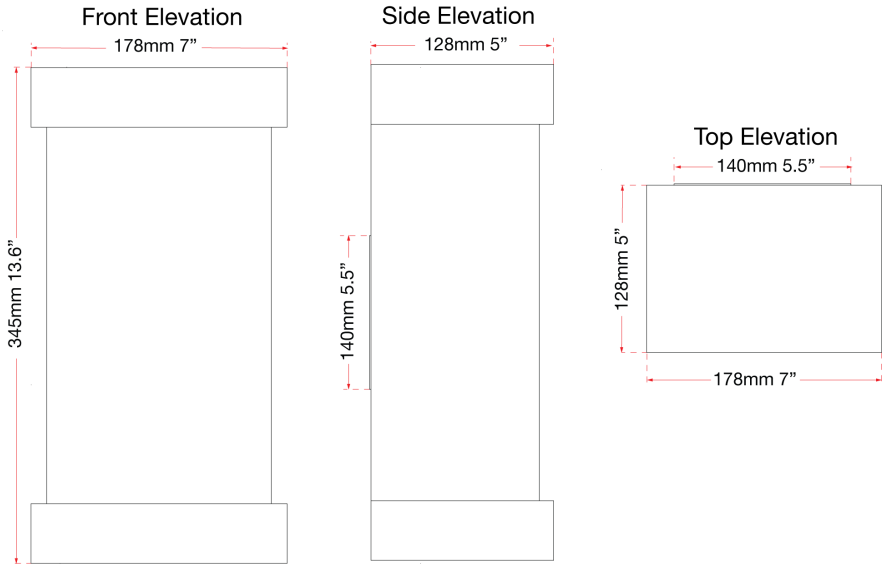 Front Elevation
178mm 7”
345mm 13.6”
Side Elevation
128mm 5”
140mm 5.5”
Top Elevation
140mm 5.5”
128mm 5”
178mm 7”